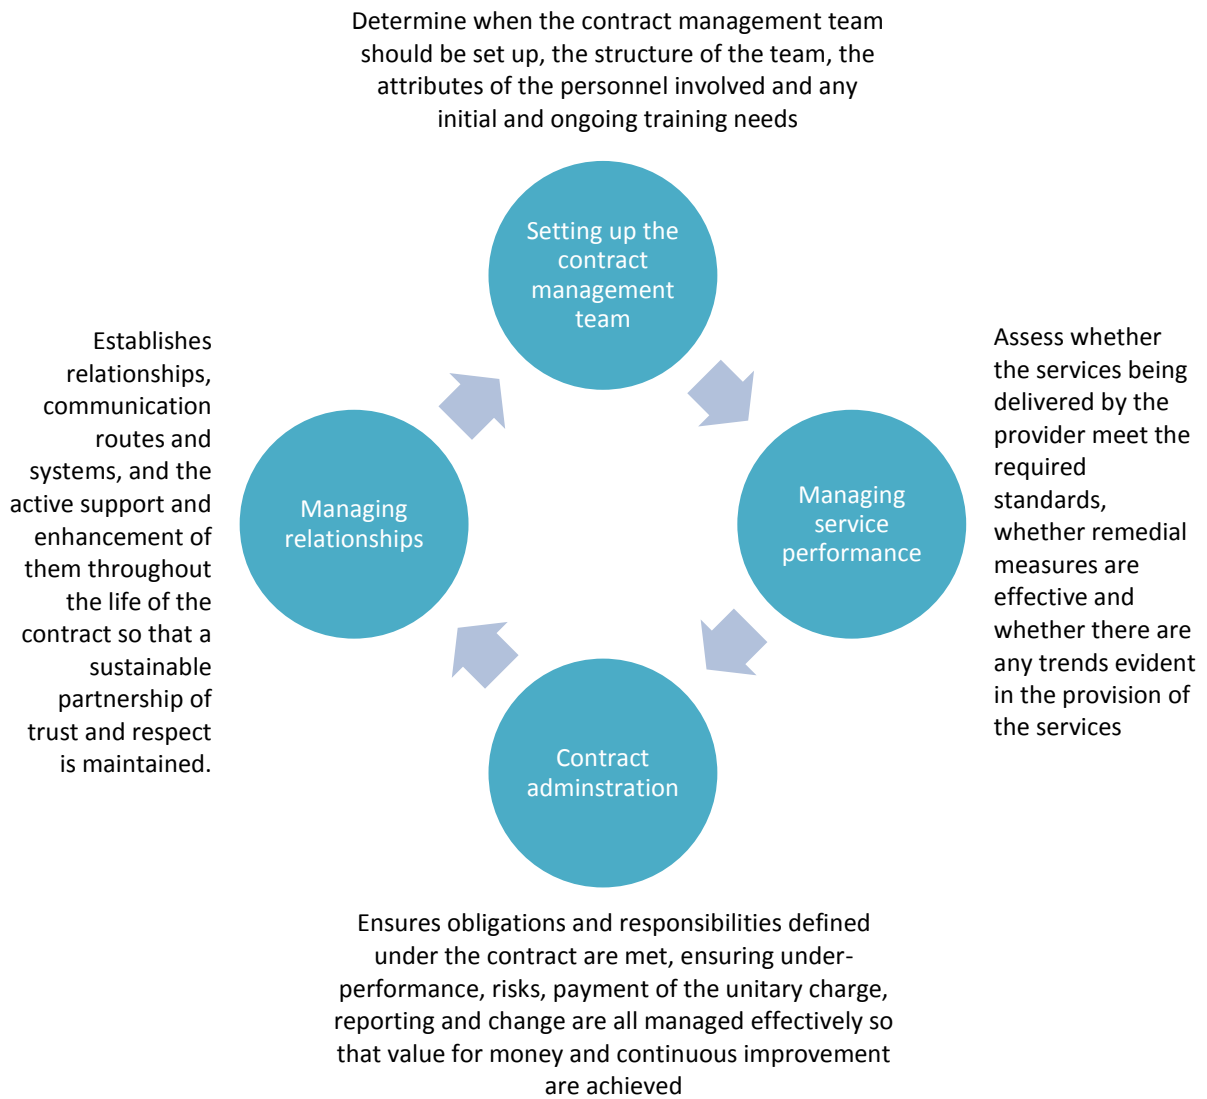 Determine when the contract management team
should be set up, the structure of the team, the
attributes of the personnel involved and any
initial and ongoing training needs
Setting up the
contract
management
team
Establishes
relationships,
communication
routes and
systems, and the
active support and
enhancement of
them throughout
the life of the
contract so that a
sustainable
partnership of
trust and respect
is maintained.
Managing
relationships
Managing
service
performance
Assess whether
the services being
delivered by the
provider meet the
required
standards,
whether remedial
measures are
effective and
whether there are
any trends evident
in the provision of
the services
Contract
adminstration
Ensures obligations and responsibilities defined
under the contract are met, ensuring under-
performance, risks, payment of the unitary charge,
reporting and change are all managed effectively so
that value for money and continuous improvement
are achieved